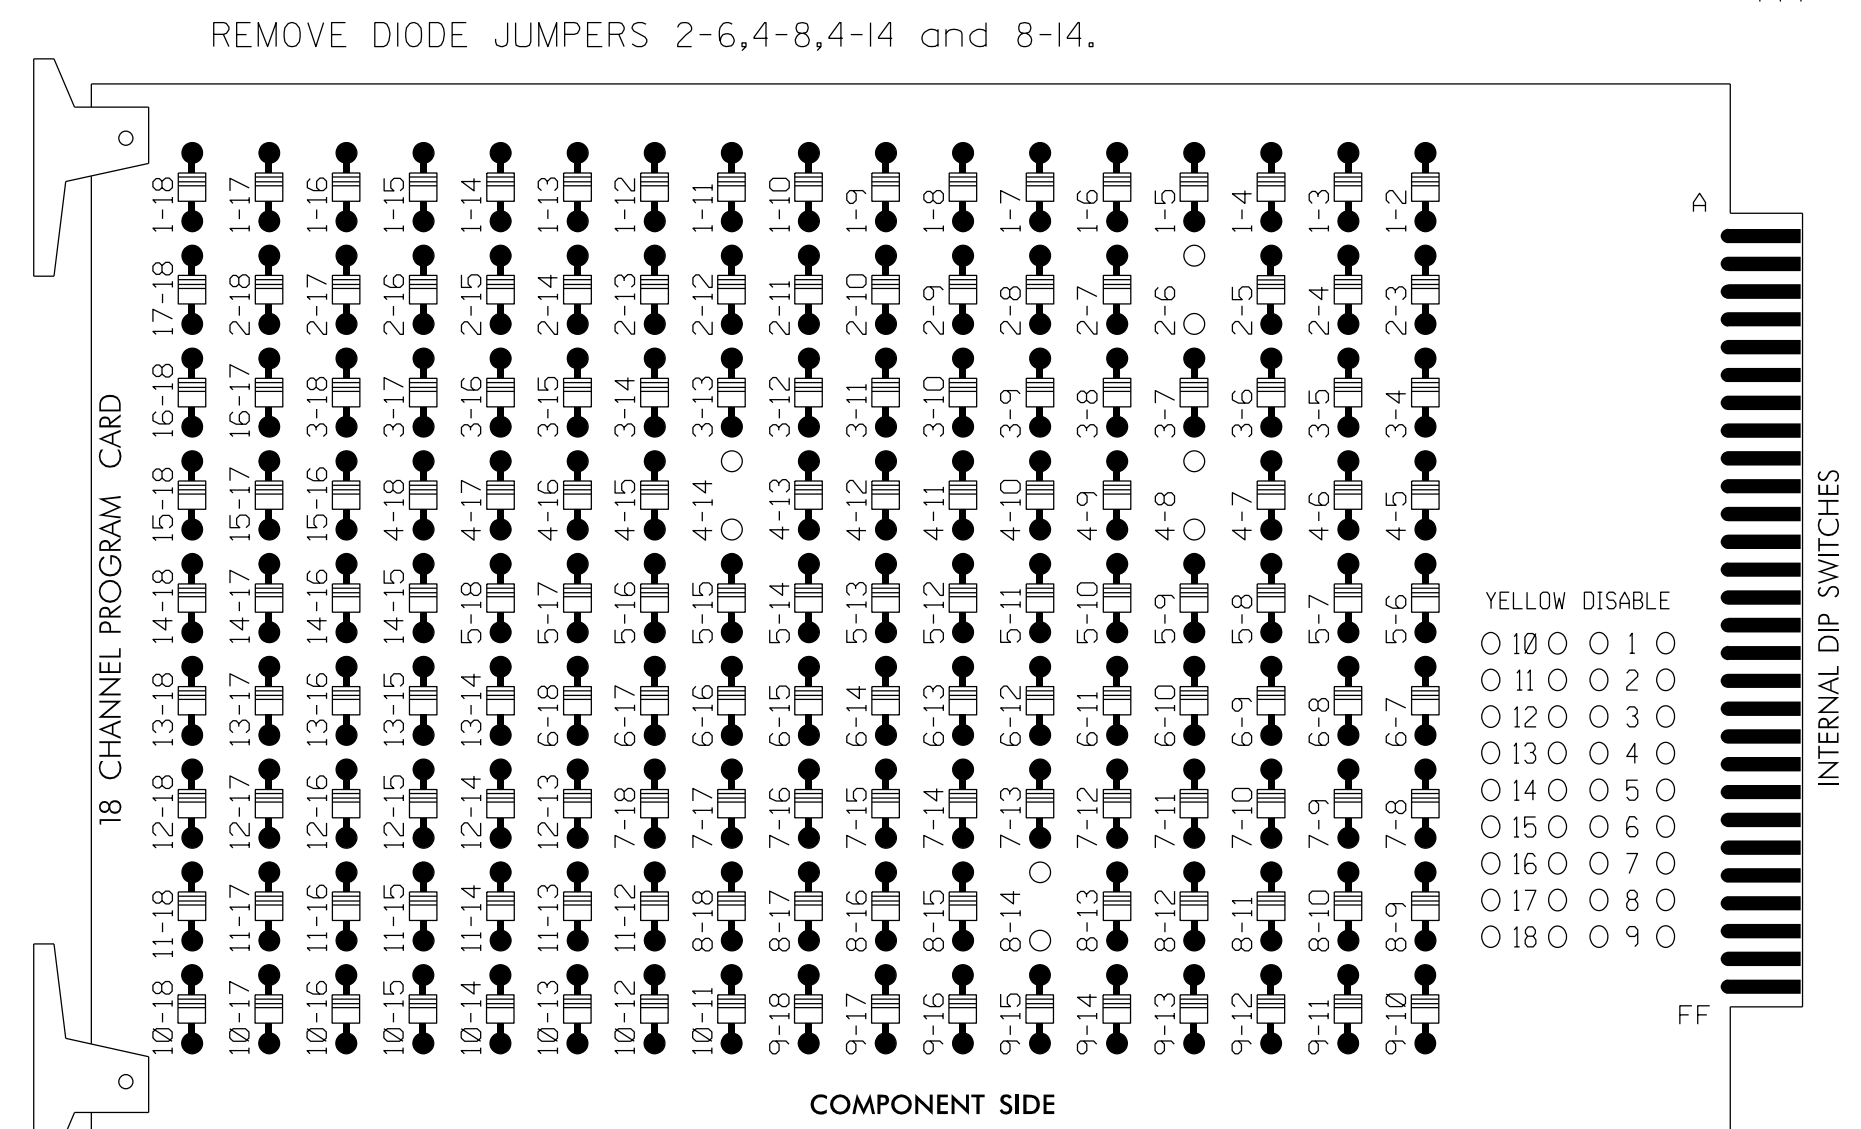 REMOVE DIODE JUMPERS 2-6,4-8,4-14 and 8-14.
1-18 1-17 1-16 1-15 1-14 1-13 1-12 1-11 1-10 1-9 1-8 1-7 1-6 1-5 1-4 1-3 1-2
A
17-18 2-18 2-17 2-16 2-15 2-14 2-13 2-12 2-11 2-10 2-9 2-8 2-7 2-6 2-5 2-4 2-3
16-18 16-17 3-18 3-17 3-16 3-15 3-14 3-13 3-12 3-11 3-10 3-9 3-8 3-7 3-6 3-5 3-4
15-18 15-17 15-16 4-18 4-17 4-16 4-15 4-14 4-13 4-12 4-11 4-10 4-9 4-8 4-7 4-6 4-5
14-18 14-17 14-16 14-15 5-18 5-17 5-16 5-15 5-14 5-13 5-12 5-11 5-10 5-9 5-8 5-7 5-6
13-18 13-17 13-16 13-15 13-14 6-18 6-17 6-16 6-15 6-14 6-13 6-12 6-11 6-10 6-9 6-8 6-7
12-18 12-17 12-16 12-15 12-14 12-13 7-18 7-17 7-16 7-15 7-14 7-13 7-12 7-11 7-10 7-9 7-8
11-18 11-17 11-16 11-15 11-14 11-13 11-12 8-18 8-17 8-16 8-15 8-14 8-13 8-12 8-11 8-10 8-9
10-18 10-17 10-16 10-15 10-14 10-13 10-12 10-11 9-18 9-17 9-16 9-15 9-14 9-13 9-12 9-11 9-10
18 CHANNEL PROGRAM CARD
YELLOW DISABLE
10 1
11 2
12 3
13 4
14 5
15 6
16 7
17 8
18 9
INTERNAL DIP SWITCHES
FF
COMPONENT SIDE